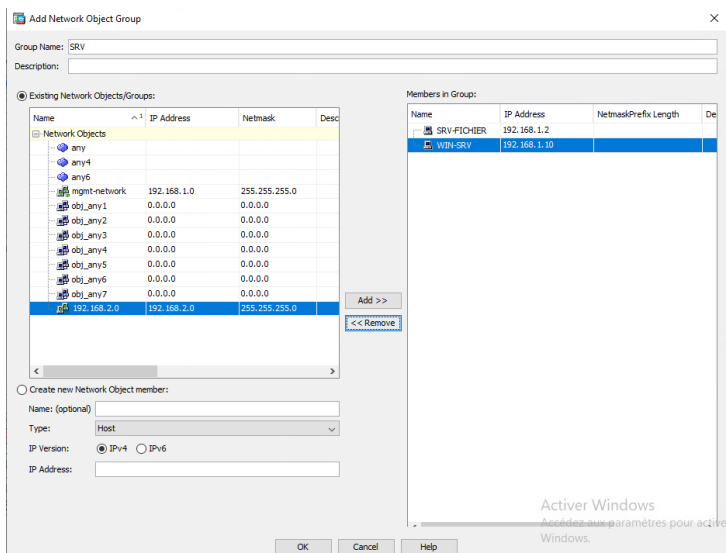 Add Network Object Group
Group Name: SRV
Description:
Existing Network Objects/Groups:
Name 1 IP Address Netmask Desc
Network Objects
any
any4
any6
mgmt-network 192.168.1.0 255.255.255.0
obj_any1 0.0.0.0 0.0.0.0
obj_any2 0.0.0.0 0.0.0.0
obj_any3 0.0.0.0 0.0.0.0
obj_any4 0.0.0.0 0.0.0.0
obj_any5 0.0.0.0 0.0.0.0
obj_any6 0.0.0.0 0.0.0.0
obj_any7 0.0.0.0 0.0.0.0
192.168.2.0 192.168.2.0 255.255.255.0
Add >>
<< Remove
Members in Group:
Name IP Address NetmaskPrefix Length De
SRV-FICHIER 192.168.1.2
WIN-SRV 192.168.1.10
Create new Network Object member:
Name: (optional)
Type: Host
IP Version: IPv4 IPv6
IP Address:
Activer Windows
Accédez aux paramètres pour active
Windows.
OK Cancel Help